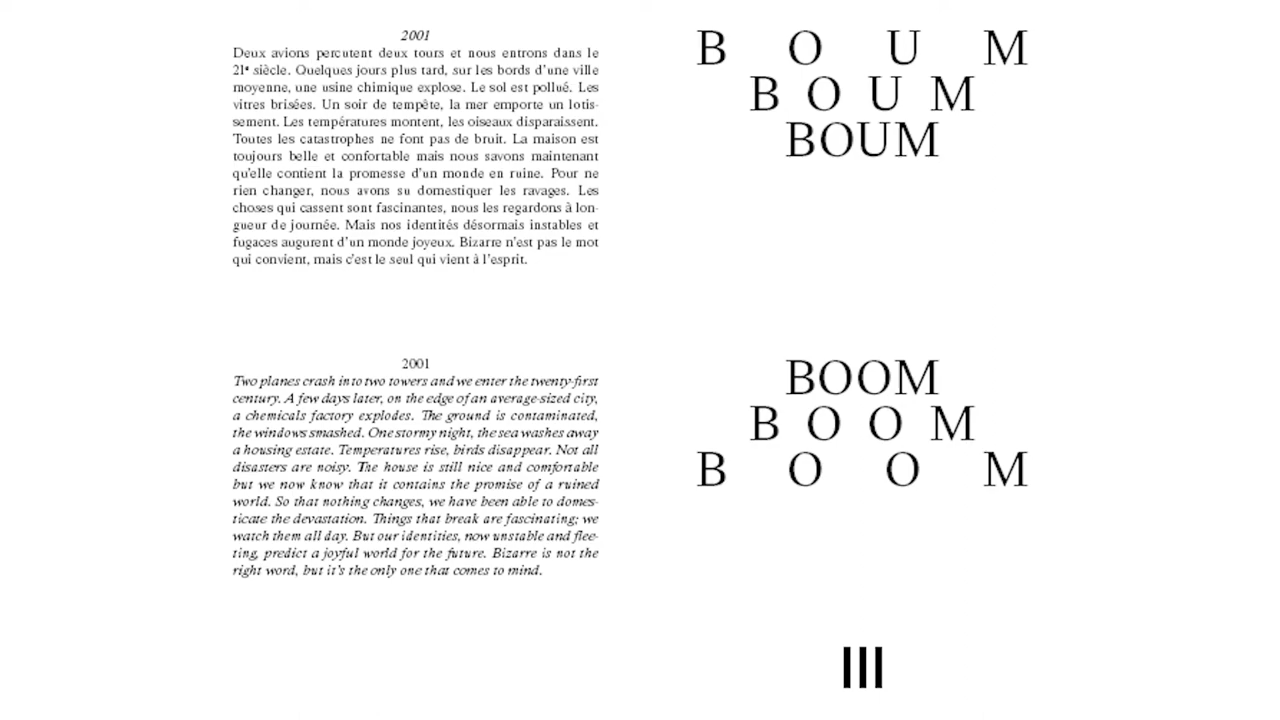 2001
Deux avions percutent deux tours et nous entrons dans le
21ᵉ siècle. Quelques jours plus tard, sur les bords d’une ville
moyenne, une usine chimique explose. Le sol est pollué. Les
vitres brisées. Un soir de tempête, la mer emporte un lotis-
sement. Les températures montent, les oiseaux disparaissent.
Toutes les catastrophes ne font pas de bruit. La maison est
toujours belle et confortable mais nous savons maintenant
qu’elle contient la promesse d’un monde en ruine. Pour ne
rien changer, nous avons su domestiquer les ravages. Les
choses qui cassent sont fascinantes, nous les regardons à lon-
gueur de journée. Mais nos identités désormais instables et
fugaces augurent d’un monde joyeux. Bizarre n’est pas le mot
qui convient, mais c’est le seul qui vient à l’esprit.
2001
Two planes crash into two towers and we enter the twenty-first
century. A few days later, on the edge of an average-sized city,
a chemicals factory explodes. The ground is contaminated,
the windows smashed. One stormy night, the sea washes away
a housing estate. Temperatures rise, birds disappear. Not all
disasters are noisy. The house is still nice and comfortable
but we now know that it contains the promise of a ruined
world. So that nothing changes, we have been able to domes-
ticate the devastation. Things that break are fascinating; we
watch them all day. But our identities, now unstable and flee-
ting, predict a joyful world for the future. Bizarre is not the
right word, but it’s the only one that comes to mind.
B O U M
B O U M
BOUM
BOOM
B O O M
B O O M
III